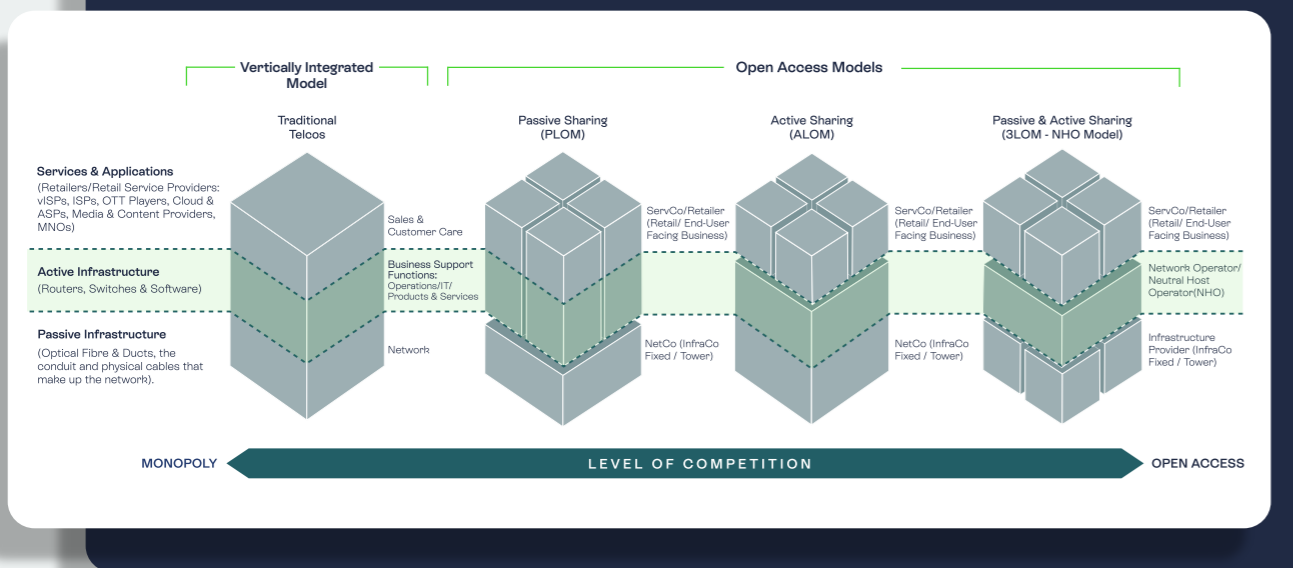 Vertically Integrated
Model
Open Access Models
Traditional
Telcos
Passive Sharing
(PLOM)
Active Sharing
(ALOM)
Passive & Active Sharing
(3LOM - NHO Model)
Services & Applications
(Retailers/Retail Service Providers:
vISPs, ISPs, OTT Players, Cloud &
ASPs, Media & Content Providers,
MNOs)
Sales &
Customer Care
ServCo/Retailer
(Retail/ End-User
Facing Business)
ServCo/Retailer
(Retail/ End-User
Facing Business)
ServCo/Retailer
(Retail/ End-User
Facing Business)
Active Infrastructure
(Routers, Switches & Software)
Business Support
Functions:
Operations/IT/
Products & Services
Network Operator/
Neutral Host
Operator(NHO)
Passive Infrastructure
(Optical Fibre & Ducts, the
conduit and physical cables that
make up the network).
Network
NetCo (InfraCo
Fixed / Tower)
NetCo (InfraCo
Fixed / Tower)
Infrastructure
Provider (InfraCo
Fixed / Tower)
MONOPOLY
LEVEL OF COMPETITION
OPEN ACCESS